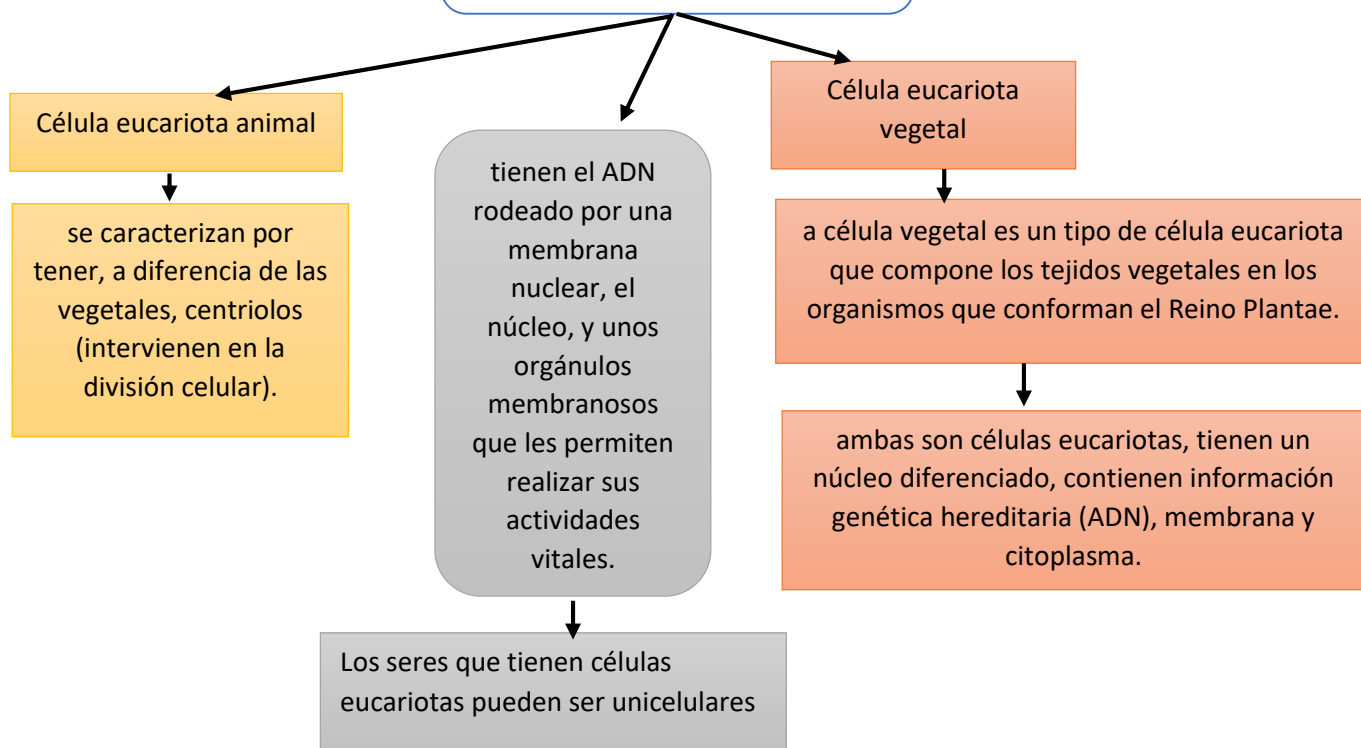 Célula eucariota animal
se caracterizan por
tener, a diferencia de las
vegetales, centriolos
(intervienen en la
división celular).
tienen el ADN
rodeado por una
membrana
nuclear, el
núcleo, y unos
orgánulos
membranosos
que les permiten
realizar sus
actividades
vitales.
Los seres que tienen células
eucariotas pueden ser unicelulares
Célula eucariota
vegetal
a célula vegetal es un tipo de célula eucariota
que compone los tejidos vegetales en los
organismos que conforman el Reino Plantae.
ambas son células eucariotas, tienen un
núcleo diferenciado, contienen información
genética hereditaria (ADN), membrana y
citoplasma.